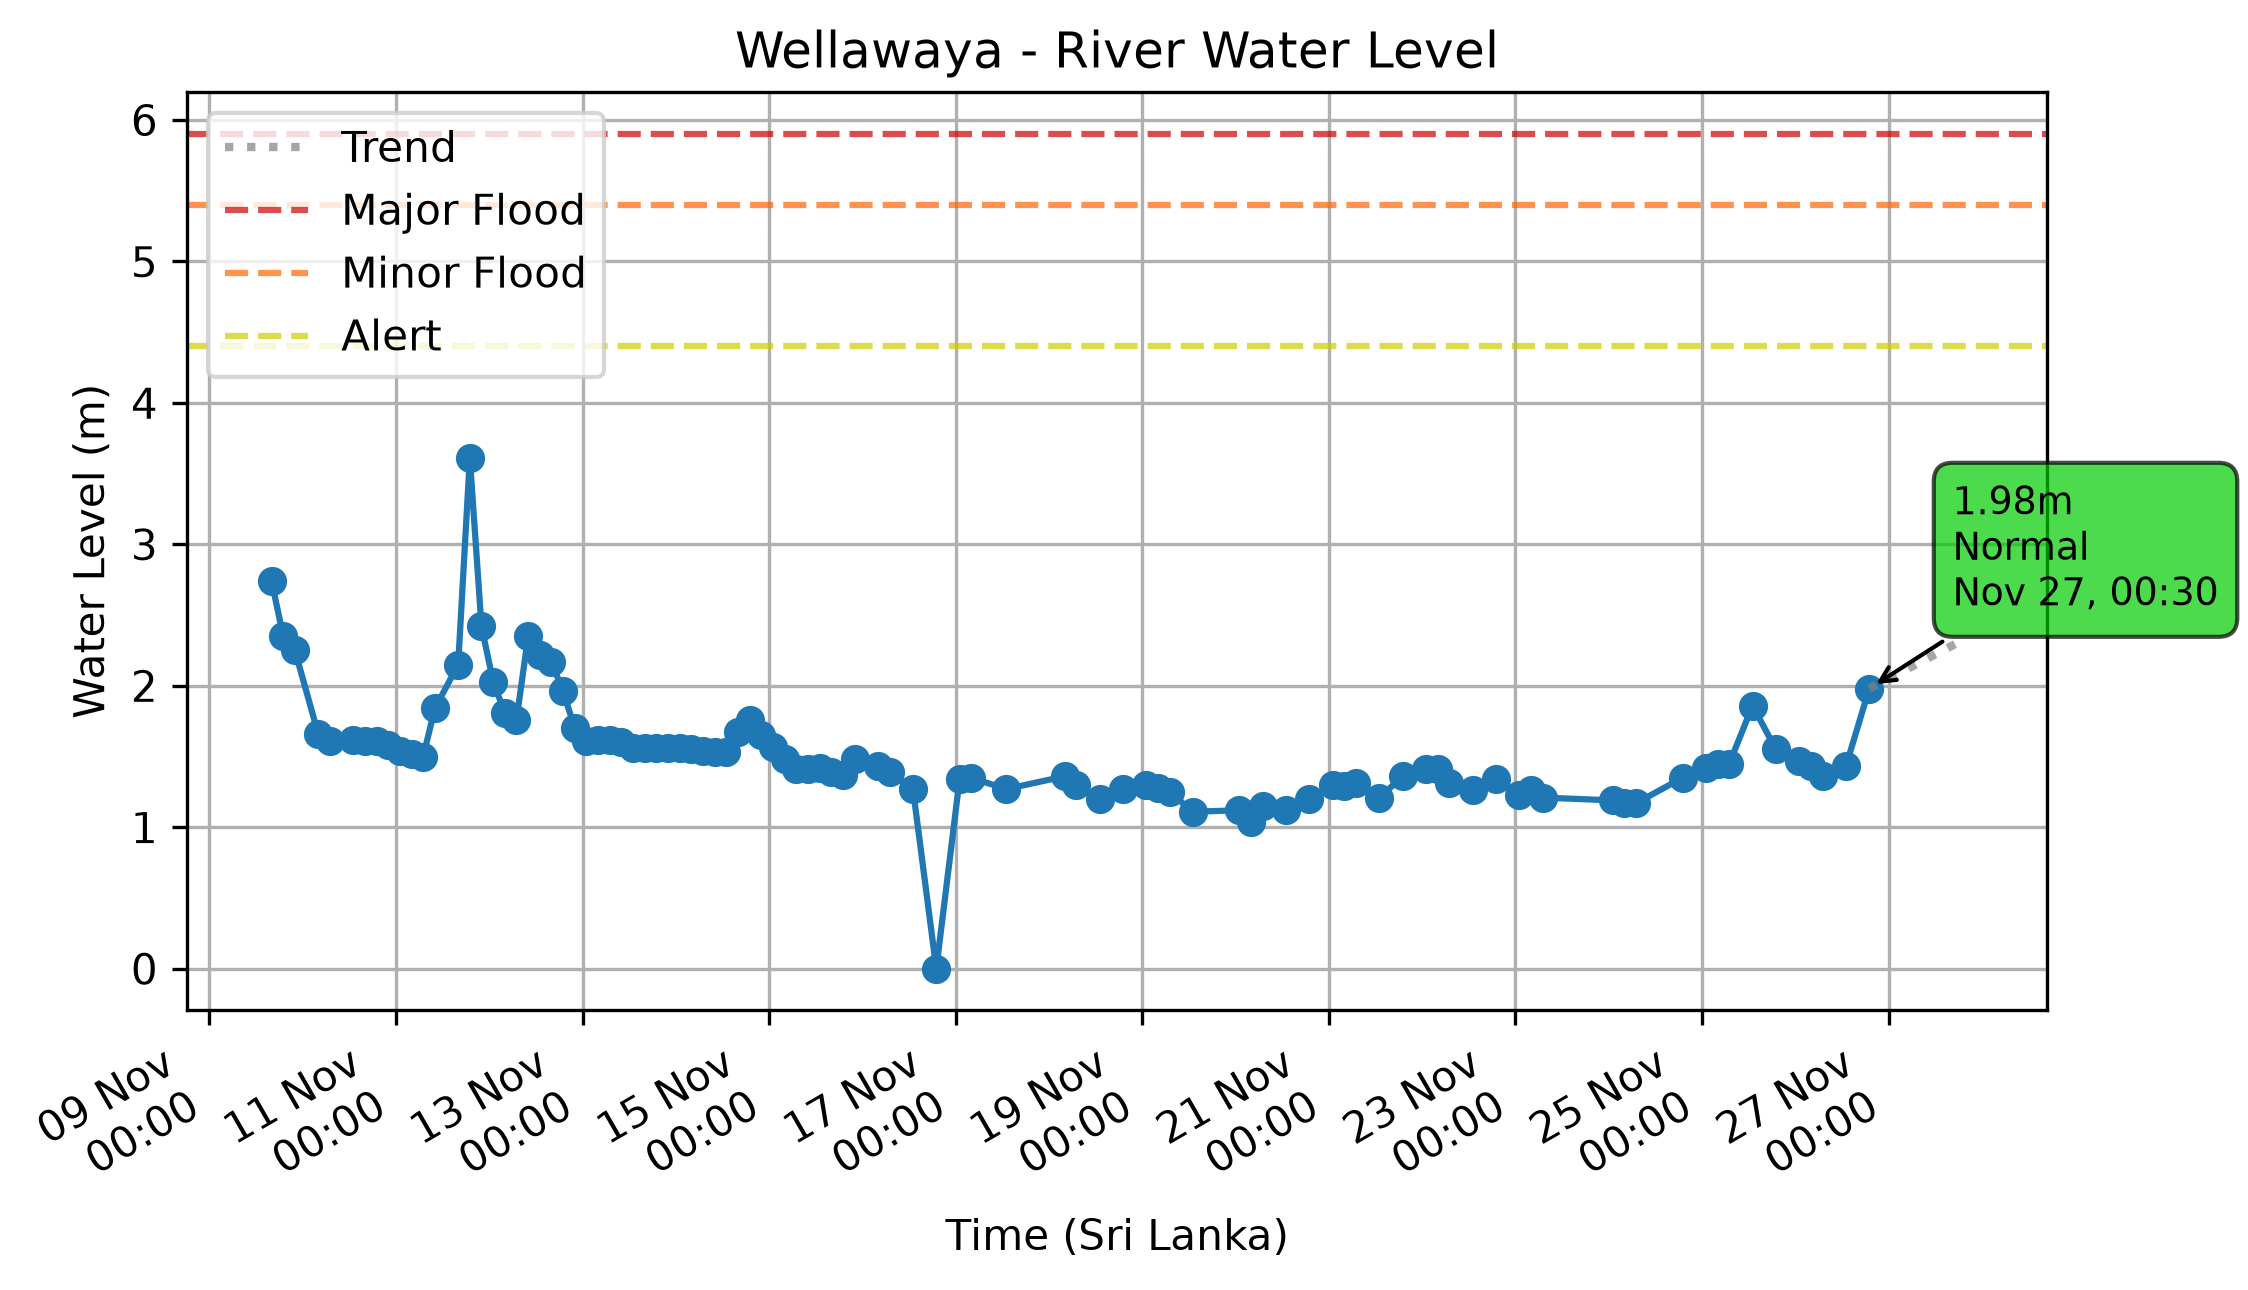 Wellawaya - River Water Level
Water Level (m)
6
5
4
3
2
1
0
Trend
Major Flood
Minor Flood
Alert
1.98m
Normal
Nov 27, 00:30
09 Nov
00:00
11 Nov
00:00
13 Nov
00:00
15 Nov
00:00
17 Nov
00:00
19 Nov
00:00
21 Nov
00:00
23 Nov
00:00
25 Nov
00:00
27 Nov
00:00
Time (Sri Lanka)